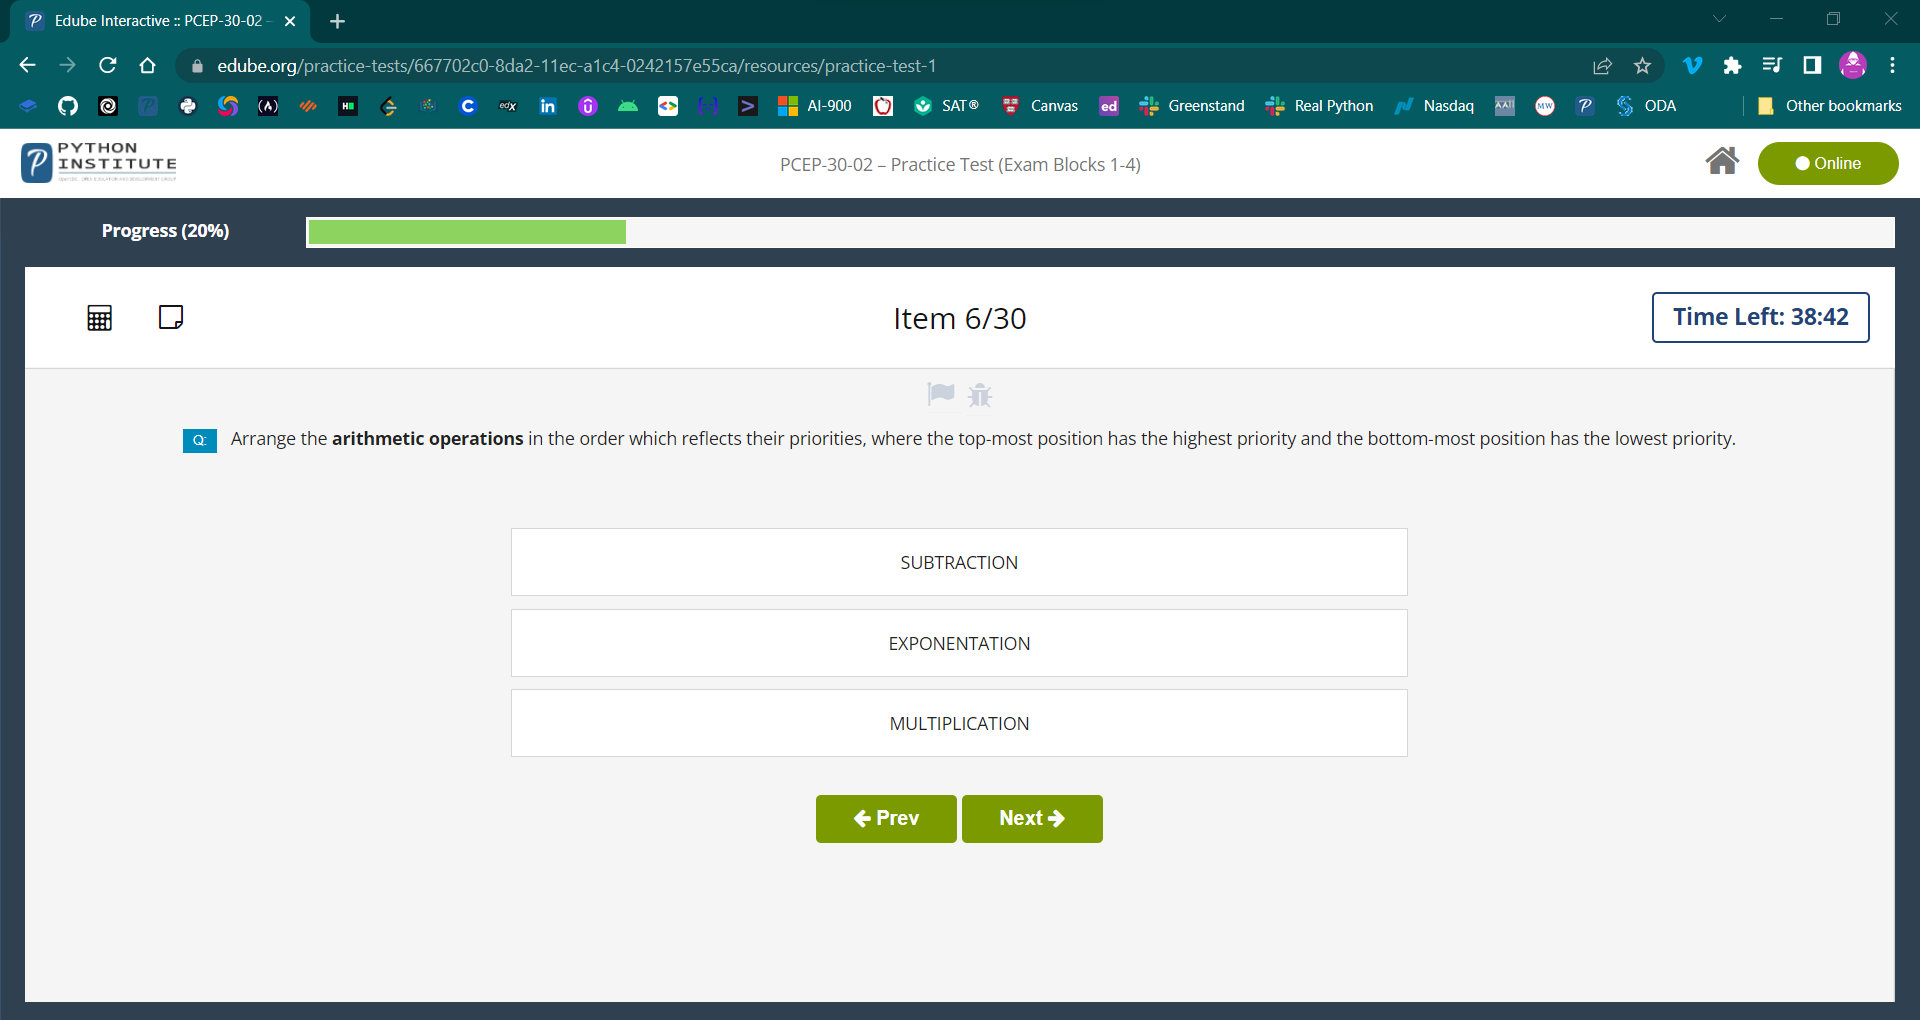 Edube Interactive :: PCEP-30-02 –
edube.org/practice-tests/667702c0-8da2-11ec-a1c4-0242157e55ca/resources/practice-test-1
AI-900
SAT®
Canvas
Greenstand
Real Python
Nasdaq
ODA
Other bookmarks
PYTHON
INSTITUTE
PCEP-30-02 – Practice Test (Exam Blocks 1-4)
Online
Progress (20%)
Item 6/30
Time Left: 38:42
Q: Arrange the arithmetic operations in the order which reflects their priorities, where the top-most position has the highest priority and the bottom-most position has the lowest priority.
SUBTRACTION
EXPONENTATION
MULTIPLICATION
Prev
Next